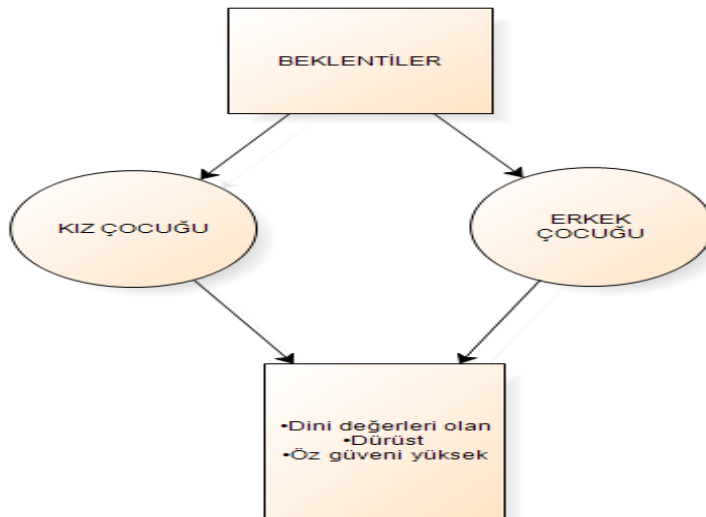 BEKLENTİLER
KIZ ÇOCUĞU
ERKEK
ÇOCUĞU
•Dini değerleri olan
•Dürüst
•Öz güveni yüksek